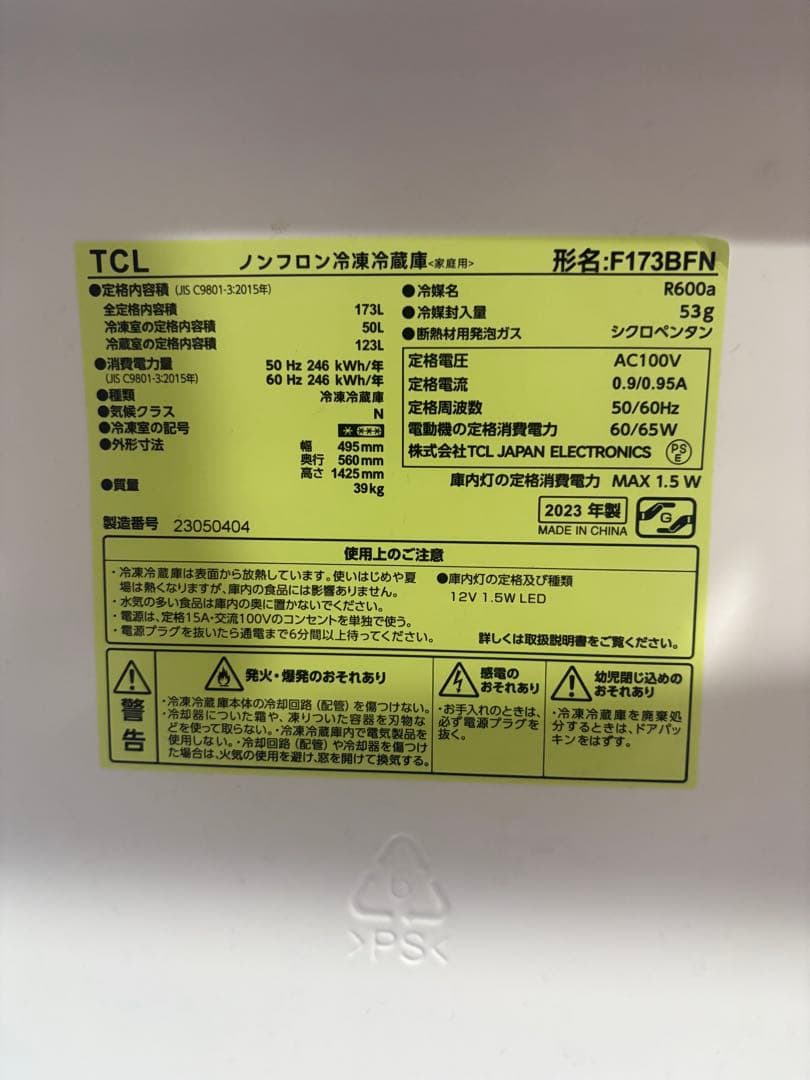 TCL ノンフロン冷凍冷蔵庫<家庭用> 形名:F173BFN
●定格内容積 (JIS C9801-3:2015年)
全定格内容積 173L
冷凍室の定格内容積 50L
冷蔵室の定格内容積 123L
●消費電力量 50 Hz 246 kWh/年
(JIS C9801-3:2015年) 60 Hz 246 kWh/年
●種類 冷凍冷蔵庫
●気候クラス N
●冷凍室の記号
●外形寸法 幅 495mm
奥行 560mm
高さ 1425mm
●質量 39kg
製造番号 23050404
●冷媒名 R600a
●冷媒封入量 53g
●断熱材用発泡ガス シクロペンタン
定格電圧 AC100V
定格電流 0.9/0.95A
定格周波数 50/60Hz
電動機の定格消費電力 60/65W
株式会社TCL JAPAN ELECTRONICS PSE
庫内灯の定格消費電力 MAX 1.5 W
2023 年製
MADE IN CHINA
G
使用上のご注意
・冷凍冷蔵庫は表面から放熱しています。使いはじめや夏
場は熱くなりますが、庫内の食品には影響ありません。
・水気の多い食品は庫内の奥に置かないでください。
・電源は、定格15A・交流100Vのコンセントを単独で使う。
・電源プラグを抜いたら通電まで6分間以上待ってください。
●庫内灯の定格及び種類
12V 1.5W LED
詳しくは取扱説明書をご覧ください。
警告
発火・爆発のおそれあり
・冷凍冷蔵庫本体の冷却回路（配管）を傷つけない。
・冷却器についた霜や、凍りついた容器を刃物な
どを使って取らない。・冷凍冷蔵庫内で電気製品を
使用しない。・冷却回路（配管）や冷却器を傷つけ
た場合は、火気の使用を避け、窓を開けて換気する。
感電の
おそれあり
・お手入れのときは、
必ず電源プラグを
抜く。
幼児閉じ込めの
おそれあり
・冷凍冷蔵庫を廃棄処
分するときは、ドアパッ
キンをはずす。
6
>PS<